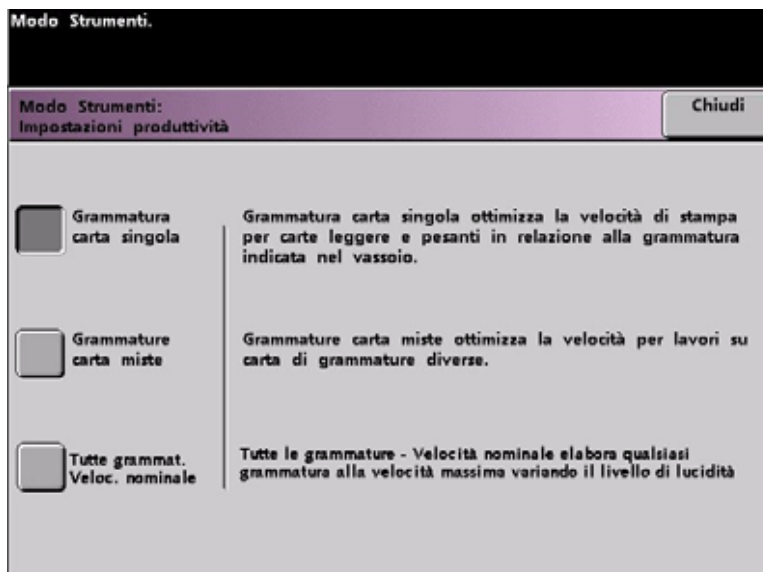 Modo Strumenti.
Modo Strumenti:
Impostazioni produttività
Chiudi
Grammatura
carta singola
Grammatura carta singola ottimizza la velocità di stampa
per carte leggere e pesanti in relazione alla grammatura
indicata nel vassoio.
Grammature
carta miste
Grammature carta miste ottimizza la velocità per lavori su
carta di grammature diverse.
Tutte grammat.
Veloc. nominale
Tutte le grammature - Velocità nominale elabora qualsiasi
grammatura alla velocità massima variando il livello di lucidità